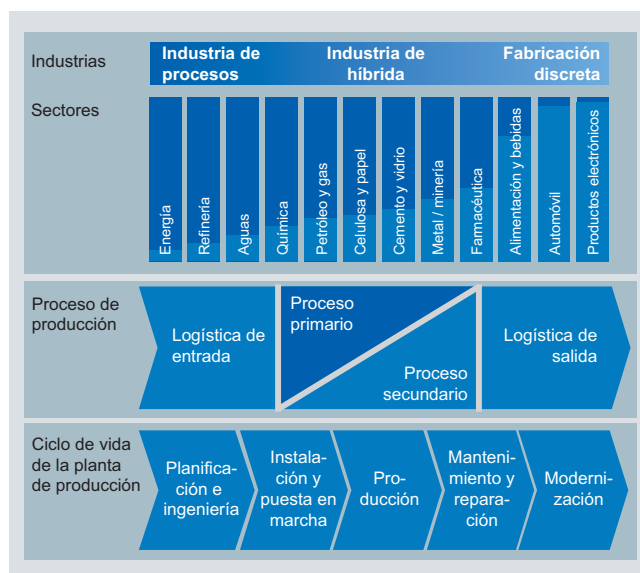 Industrias
Industria de
procesos
Industria de
híbrida
Fabricación
discreta
Sectores
Energía
Refinería
Aguas
Química
Petróleo y gas
Celulosa y papel
Cemento y vidrio
Metal / minería
Farmacéutica
Alimentación y bebidas
Automóvil
Productos electrónicos
Proceso de
producción
Logística de
entrada
Proceso
primario
Proceso
secundario
Logística de
salida
Ciclo de vida
de la planta
de producción
Planifica-
ción e
ingeniería
Instala-
ción y
puesta en
marcha
Pro-
ducción
Manteni-
miento y
repara-
ción
Moderni-
zación